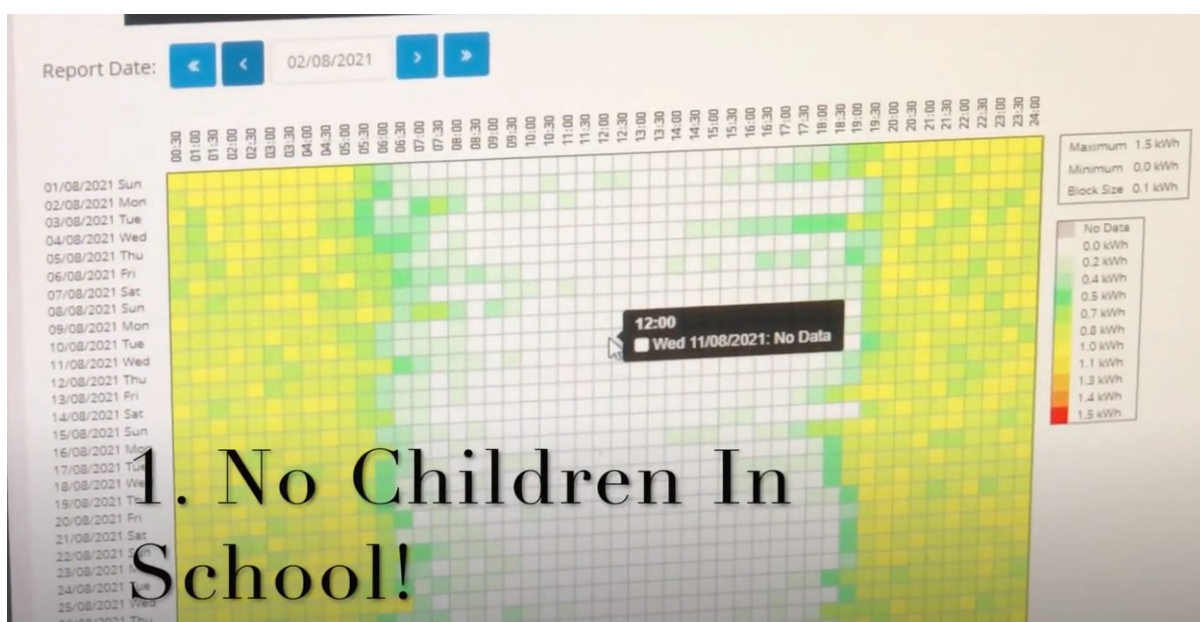 Report Date: « ‹ 02/08/2021 › »
00:30 01:00 01:30 02:00 02:30 03:00 03:30 04:00 04:30 05:00 05:30 06:00 06:30 07:00 07:30 08:00 08:30 09:00 09:30 10:00 10:30 11:00 11:30 12:00 12:30 13:00 13:30 14:00 14:30 15:00 15:30 16:00 16:30 17:00 17:30 18:00 18:30 19:00 19:30 20:00 20:30 21:00 21:30 22:00 22:30 23:00 23:30 24:00
01/08/2021 Sun
02/08/2021 Mon
03/08/2021 Tue
04/08/2021 Wed
05/08/2021 Thu
06/08/2021 Fri
07/08/2021 Sat
08/08/2021 Sun
09/08/2021 Mon
10/08/2021 Tue
11/08/2021 Wed
12/08/2021 Thu
13/08/2021 Fri
14/08/2021 Sat
15/08/2021 Sun
16/08/2021 Mon
17/08/2021 Tue
18/08/2021 We
19/08/2021 Th
20/08/2021 Fri
21/08/2021 Sat
22/08/2021 Sun
23/08/2021
24/08/2021 Tue
25/08/2021 Wed
Maximum 1.5 kWh
Minimum 0.0 kWh
Block Size 0.1 kWh
No Data
0.0 kWh
0.2 kWh
0.4 kWh
0.5 kWh
0.7 kWh
0.8 kWh
1.0 kWh
1.1 kWh
1.3 kWh
1.4 kWh
1.5 kWh
12:00
Wed 11/08/2021: No Data
1. No Children In
School!